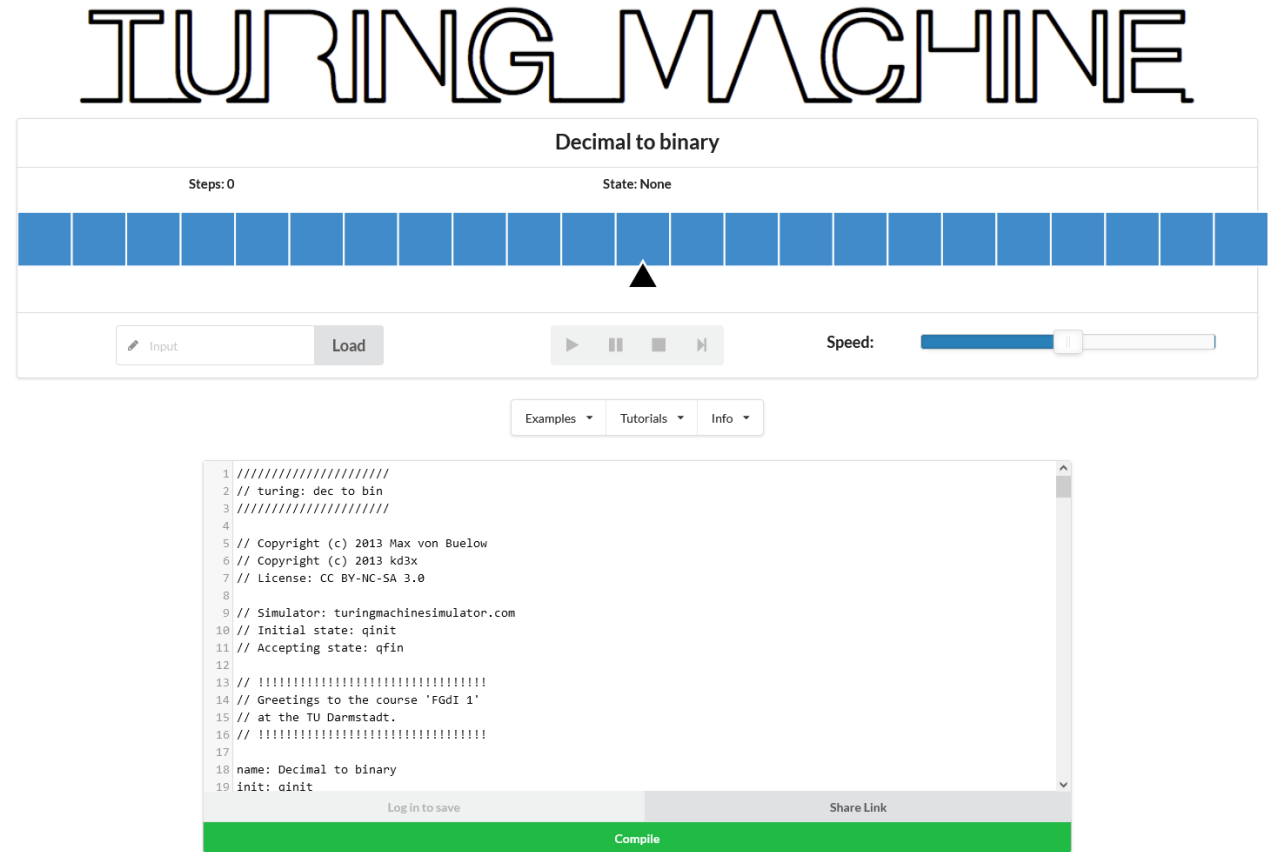 TURING MACHINE
Decimal to binary
Steps: 0
State: None
Input
Load
Speed:
Examples
Tutorials
Info
1 //////////////////////
2 // turing: dec to bin
3 //////////////////////
4
5 // Copyright (c) 2013 Max von Buelow
6 // Copyright (c) 2013 kd3x
7 // License: CC BY-NC-SA 3.0
8
9 // Simulator: turingmachinesimulator.com
10 // Initial state: qinit
11 // Accepting state: qfin
12
13 // !!!!!!!!!!!!!!!!!!!!!!!!!!!!!!!!!
14 // Greetings to the course 'FGdI 1'
15 // at the TU Darmstadt.
16 // !!!!!!!!!!!!!!!!!!!!!!!!!!!!!!!!!
17
18 name: Decimal to binary
19 init: qinit
Log in to save
Share Link
Compile